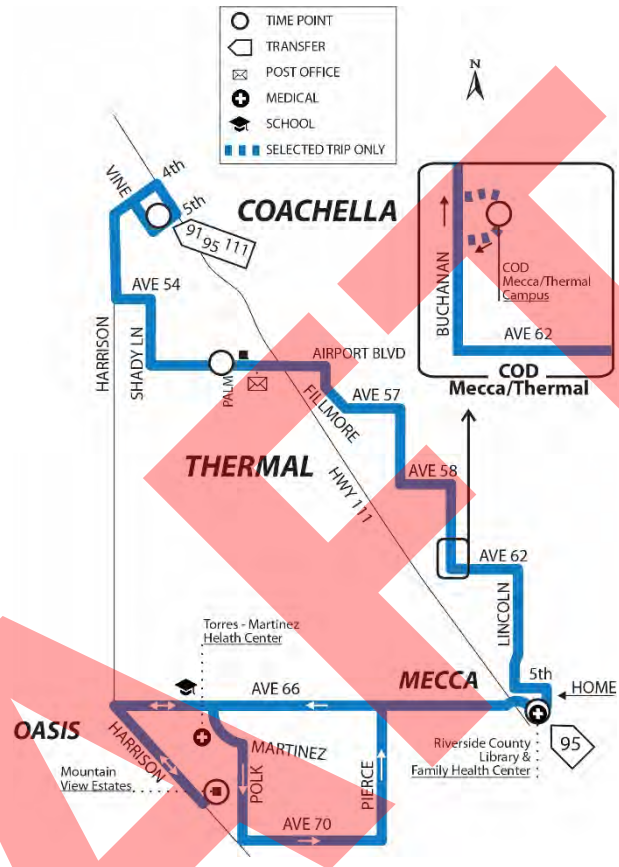 TIME POINT
TRANSFER
POST OFFICE
MEDICAL
SCHOOL
SELECTED TRIP ONLY
N
VINE
4th
5th
91 95 111
COACHELLA
AVE 54
HARRISON
SHADY LN
PALM
AIRPORT BLVD
FILLMORE
AVE 57
THERMAL
HWY 111
AVE 58
BUCHANAN
COD
Mecca/Thermal
Campus
AVE 62
COD
Mecca/Thermal
AVE 62
LINCOLN
5th
HOME
Torres - Martinez
Helath Center
AVE 66
MECCA
OASIS
HARRISON
MARTINEZ
POLK
PIERCE
Mountain
View Estates
AVE 70
Riverside County
Library &
Family Health Center
95